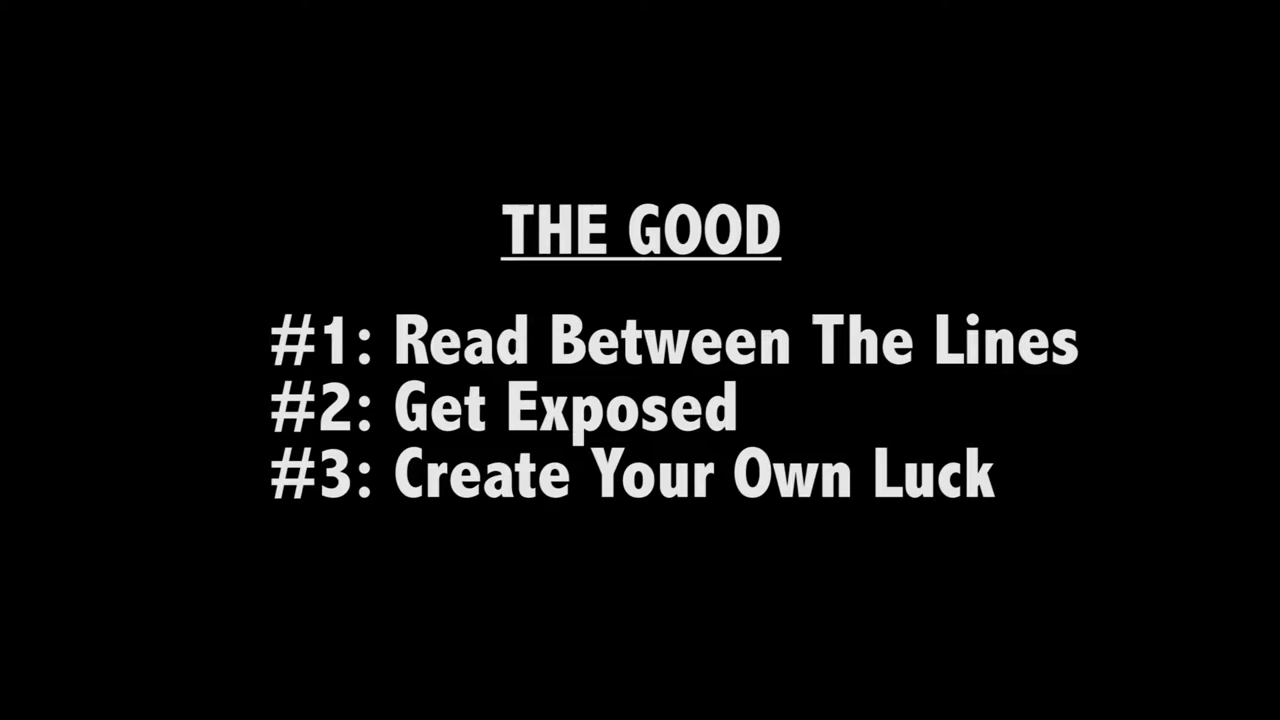 THE GOOD
#1: Read Between The Lines
#2: Get Exposed
#3: Create Your Own Luck